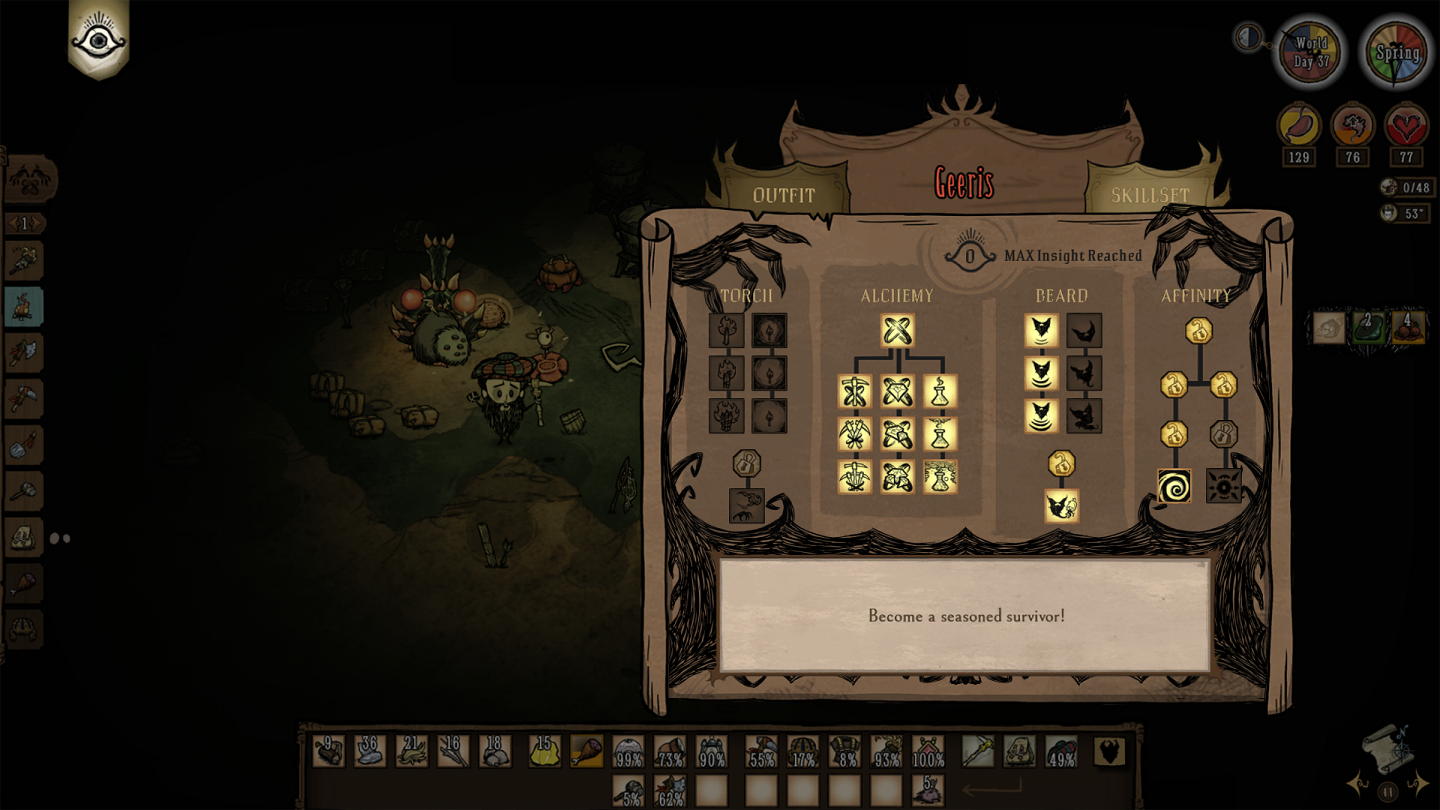 World
Day 37
Spring
129
76
77
0/48
53°
1
Geeris
OUTFIT
SKILLSET
0
MAX Insight Reached
TORCH
ALCHEMY
BEARD
AFFINITY
2
4
Become a seasoned survivor!
9
36
21
16
18
15
99%
73%
90%
55%
17%
8%
93%
100%
49%
5%
62%
5